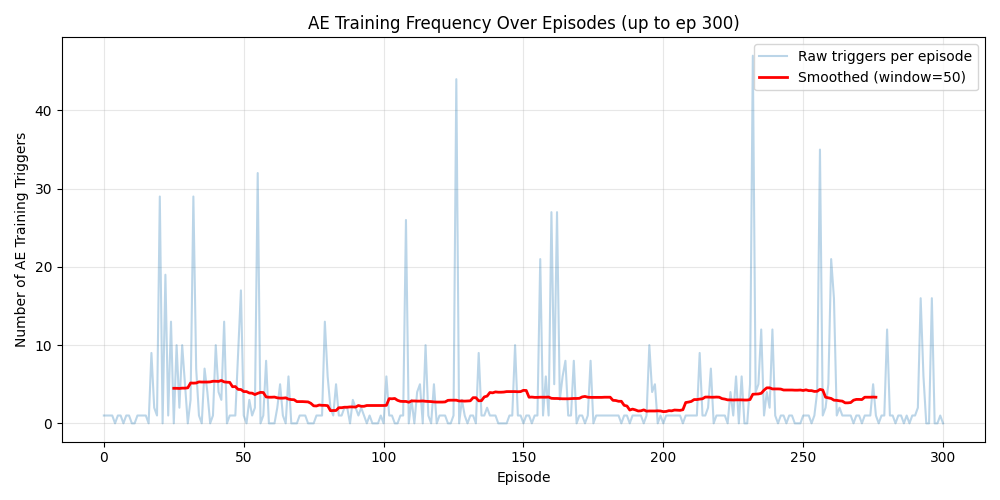 AE Training Frequency Over Episodes (up to ep 300)
Raw triggers per episode
Smoothed (window=50)
Number of AE Training Triggers
40
30
20
10
0
0 50 100 150 200 250 300
Episode